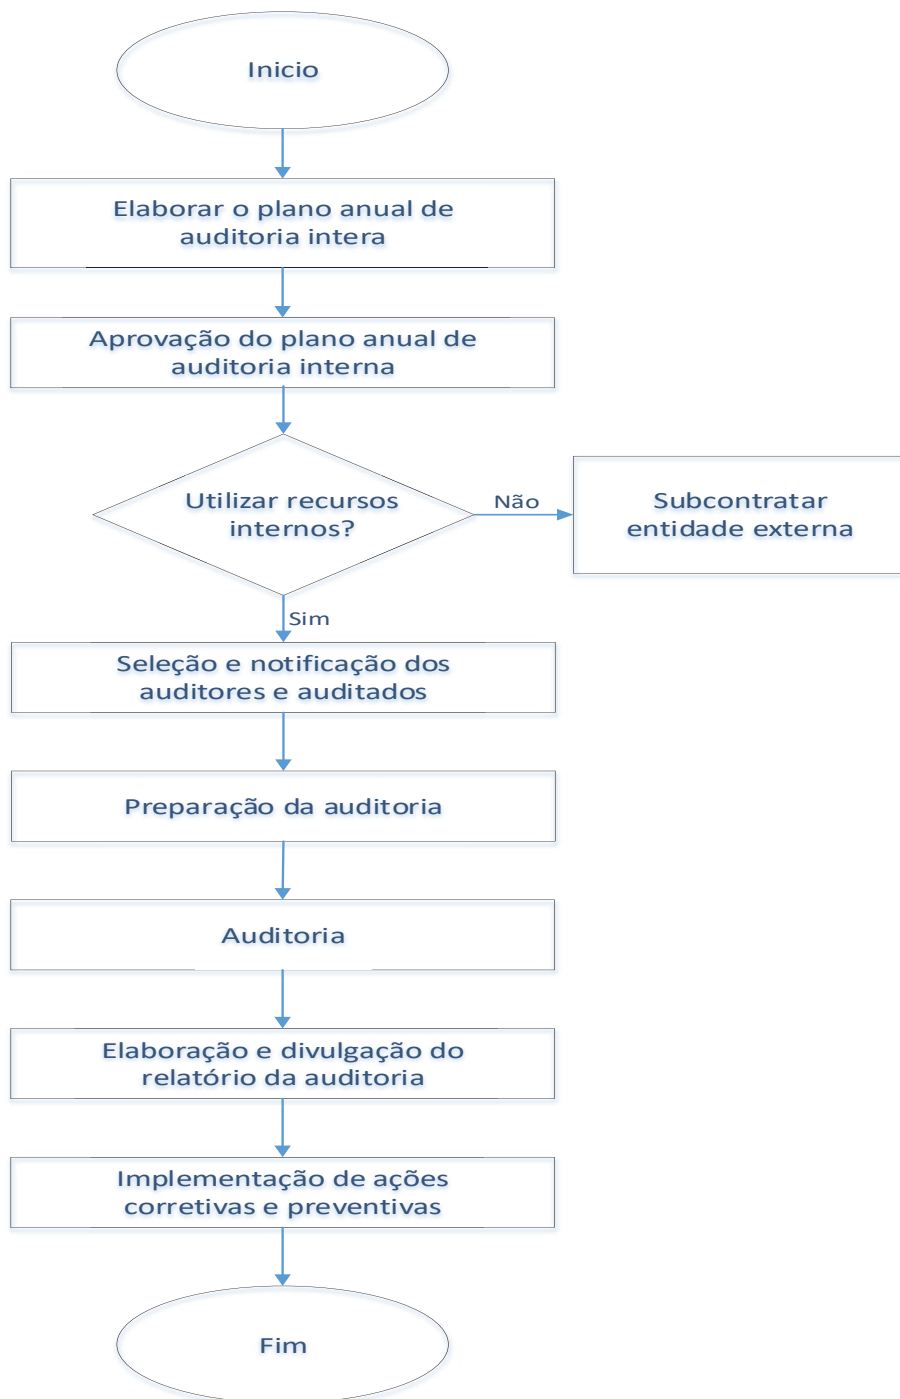 Inicio
Elaborar o plano anual de
auditoria intera
Aprovação do plano anual de
auditoria interna
Utilizar recursos
internos?
Não
Subcontratar
entidade externa
Sim
Seleção e notificação dos
auditores e auditados
Preparação da auditoria
Auditoria
Elaboração e divulgação do
relatório da auditoria
Implementação de ações
corretivas e preventivas
Fim